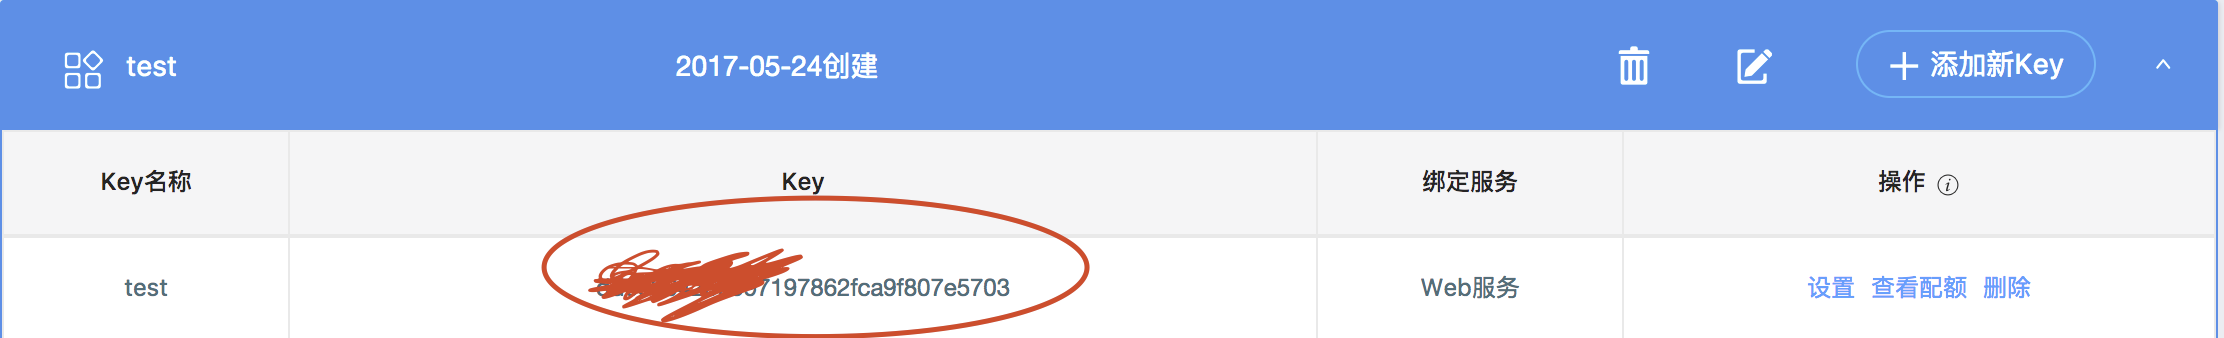 test 2017-05-24创建 添加新Key
Key名称 Key 绑定服务 操作
test 7197862fca9f807e5703 Web服务 设置 查看配额 删除